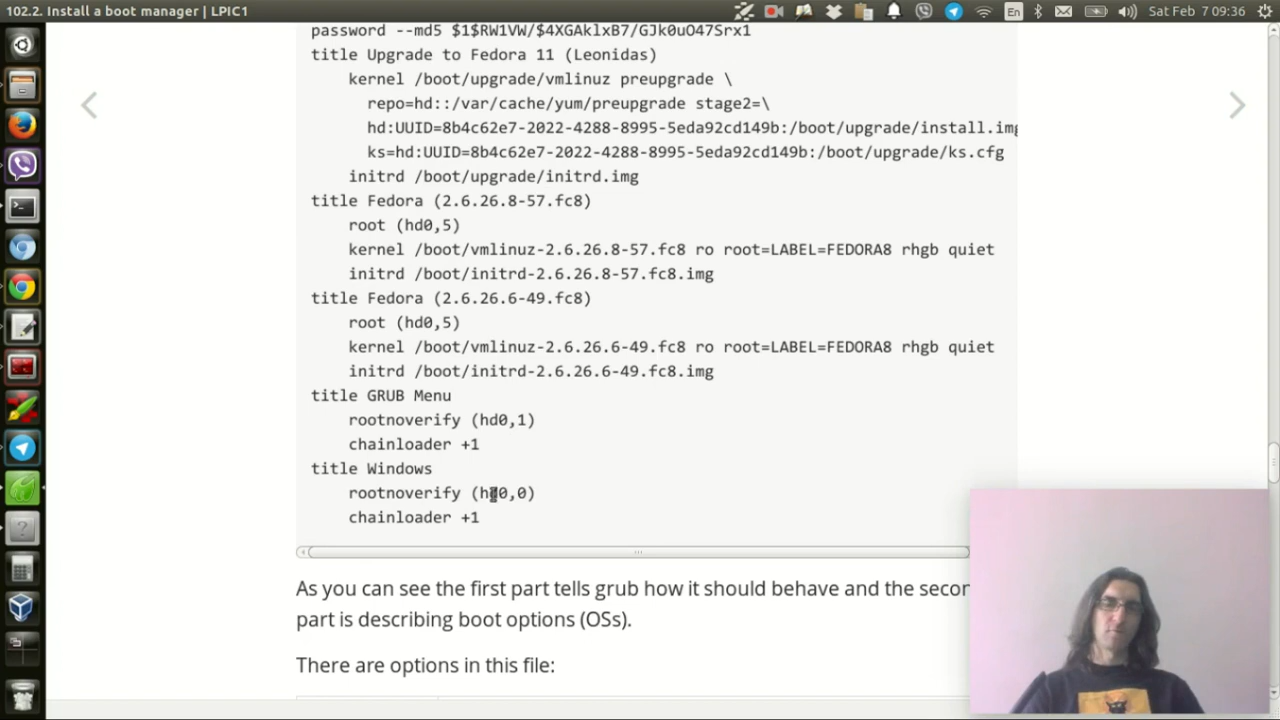 102.2. Install a boot manager | LPIC1
En
Sat Feb 7 09:36
password --md5 $1$RW1VW/$4XGAklxB7/GJk0uO47Srx1
title Upgrade to Fedora 11 (Leonidas)
kernel /boot/upgrade/vmlinuz preupgrade \
repo=hd::/var/cache/yum/preupgrade stage2=\
hd:UUID=8b4c62e7-2022-4288-8995-5eda92cd149b:/boot/upgrade/install.img
ks=hd:UUID=8b4c62e7-2022-4288-8995-5eda92cd149b:/boot/upgrade/ks.cfg
initrd /boot/upgrade/initrd.img
title Fedora (2.6.26.8-57.fc8)
root (hd0,5)
kernel /boot/vmlinuz-2.6.26.8-57.fc8 ro root=LABEL=FEDORA8 rhgb quiet
initrd /boot/initrd-2.6.26.8-57.fc8.img
title Fedora (2.6.26.6-49.fc8)
root (hd0,5)
kernel /boot/vmlinuz-2.6.26.6-49.fc8 ro root=LABEL=FEDORA8 rhgb quiet
initrd /boot/initrd-2.6.26.6-49.fc8.img
title GRUB Menu
rootnoverify (hd0,1)
chainloader +1
title Windows
rootnoverify (hd0,0)
chainloader +1
As you can see the first part tells grub how it should behave and the secon
part is describing boot options (OSs).
There are options in this file: